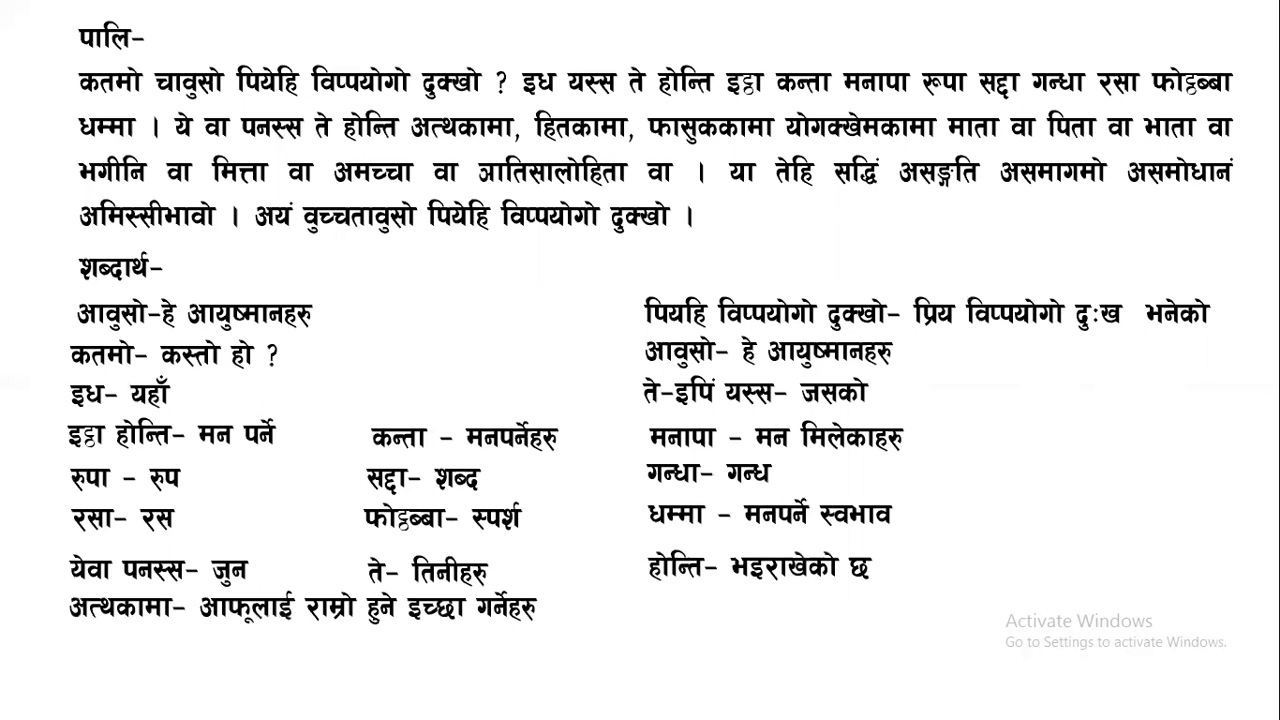 पालि–
कतमो चावुसो पियेहि विप्पयोगो दुक्खो ? इध यस्स ते होन्ति इट्ठा कन्ता मनापा रूपा सद्दा गन्धा रसा फोट्ठब्बा
धम्मा । ये वा पनस्स ते होन्ति अत्थकामा, हितकामा, फासुककामा योगक्खेमकामा माता वा पिता वा भाता वा
भगीनि वा मित्ता वा अमच्चा वा ञातिसालोहिता वा । या तेहि सद्धिं असङ्गति असमागमो असमोधानं
अमिस्सीभावो । अयं वुच्चतावुसो पियेहि विप्पयोगो दुक्खो ।
शब्दार्थ–
आवुसो–हे आयुष्मानहरु पियहि विप्पयोगो दुक्खो– प्रिय विप्पयोगो दुःख भनेको
कतमो– कस्तो हो ? आवुसो– हे आयुष्मानहरु
इध– यहाँ ते–इपिं यस्स– जसको
इट्ठा होन्ति– मन पर्ने कन्ता – मनपर्नेहरु मनापा – मन मिलेकाहरु
रुपा – रुप सद्दा– शब्द गन्धा– गन्ध
रसा– रस फोट्ठब्बा– स्पर्श धम्मा – मनपर्ने स्वभाव
येवा पनस्स– जुन ते– तिनीहरु होन्ति– भइराखेको छ
अत्थकामा– आफूलाई राम्रो हुने इच्छा गर्नेहरु
Activate Windows
Go to Settings to activate Windows.